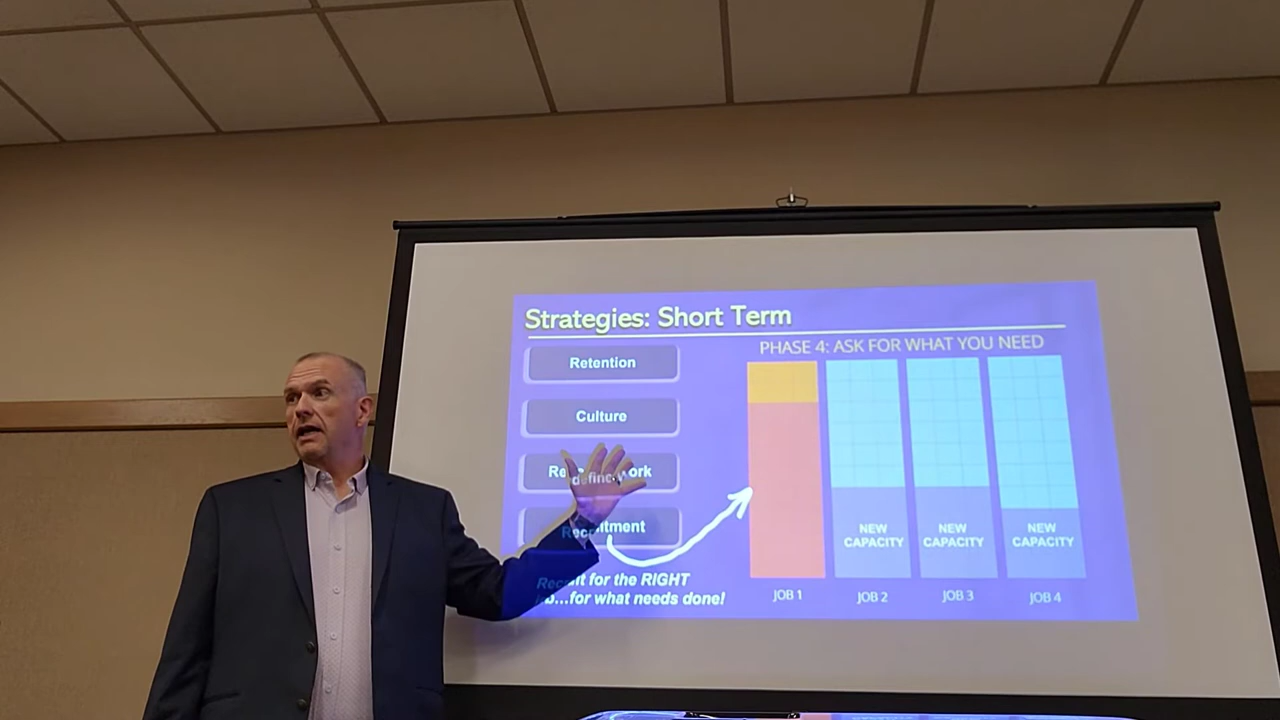 Strategies: Short Term
PHASE 4: ASK FOR WHAT YOU NEED
Retention
Culture
Recruitment
Recruit for the RIGHT
for what needs done!
NEW
CAPACITY
NEW
CAPACITY
NEW
CAPACITY
JOB 1
JOB 2
JOB 3
JOB 4